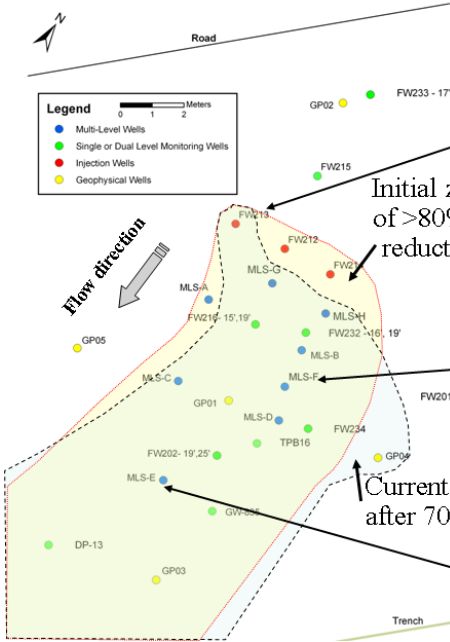 N
Road
GP02
FW233 - 17'
Legend
Meters
0 1 2
Multi-Level Wells
Single or Dual Level Monitoring Wells
Injection Wells
Geophysical Wells
FW215
Initial
of >80%
reduct
FW213
FW212
Flow direction
MLS-G
MLS-A
MLS-H
FW216- 15',19'
FW232 - 16', 19'
GP05
MLS-B
MLS-C
MLS-F
FW201
GP01
MLS-D
FW234
TPB16
FW202- 19',25'
GP04
MLS-E
Current
after 70
DP-13
GP03
Trench